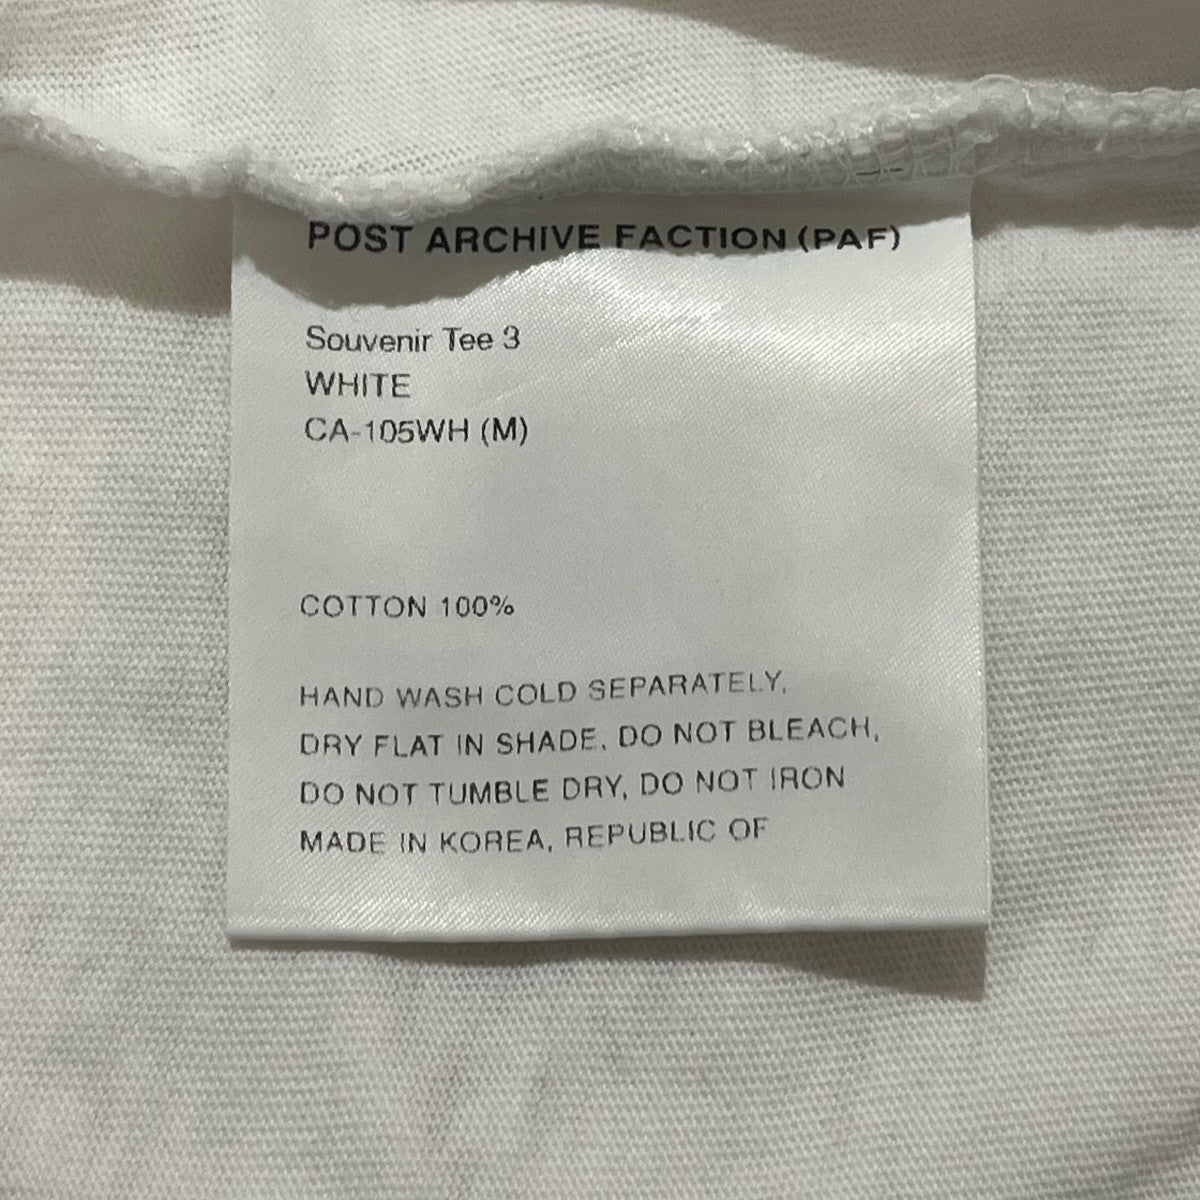 POST ARCHIVE FACTION (PAF)
Souvenir Tee 3
WHITE
CA-105WH (M)
COTTON 100%
HAND WASH COLD SEPARATELY,
DRY FLAT IN SHADE, DO NOT BLEACH,
DO NOT TUMBLE DRY, DO NOT IRON
MADE IN KOREA, REPUBLIC OF